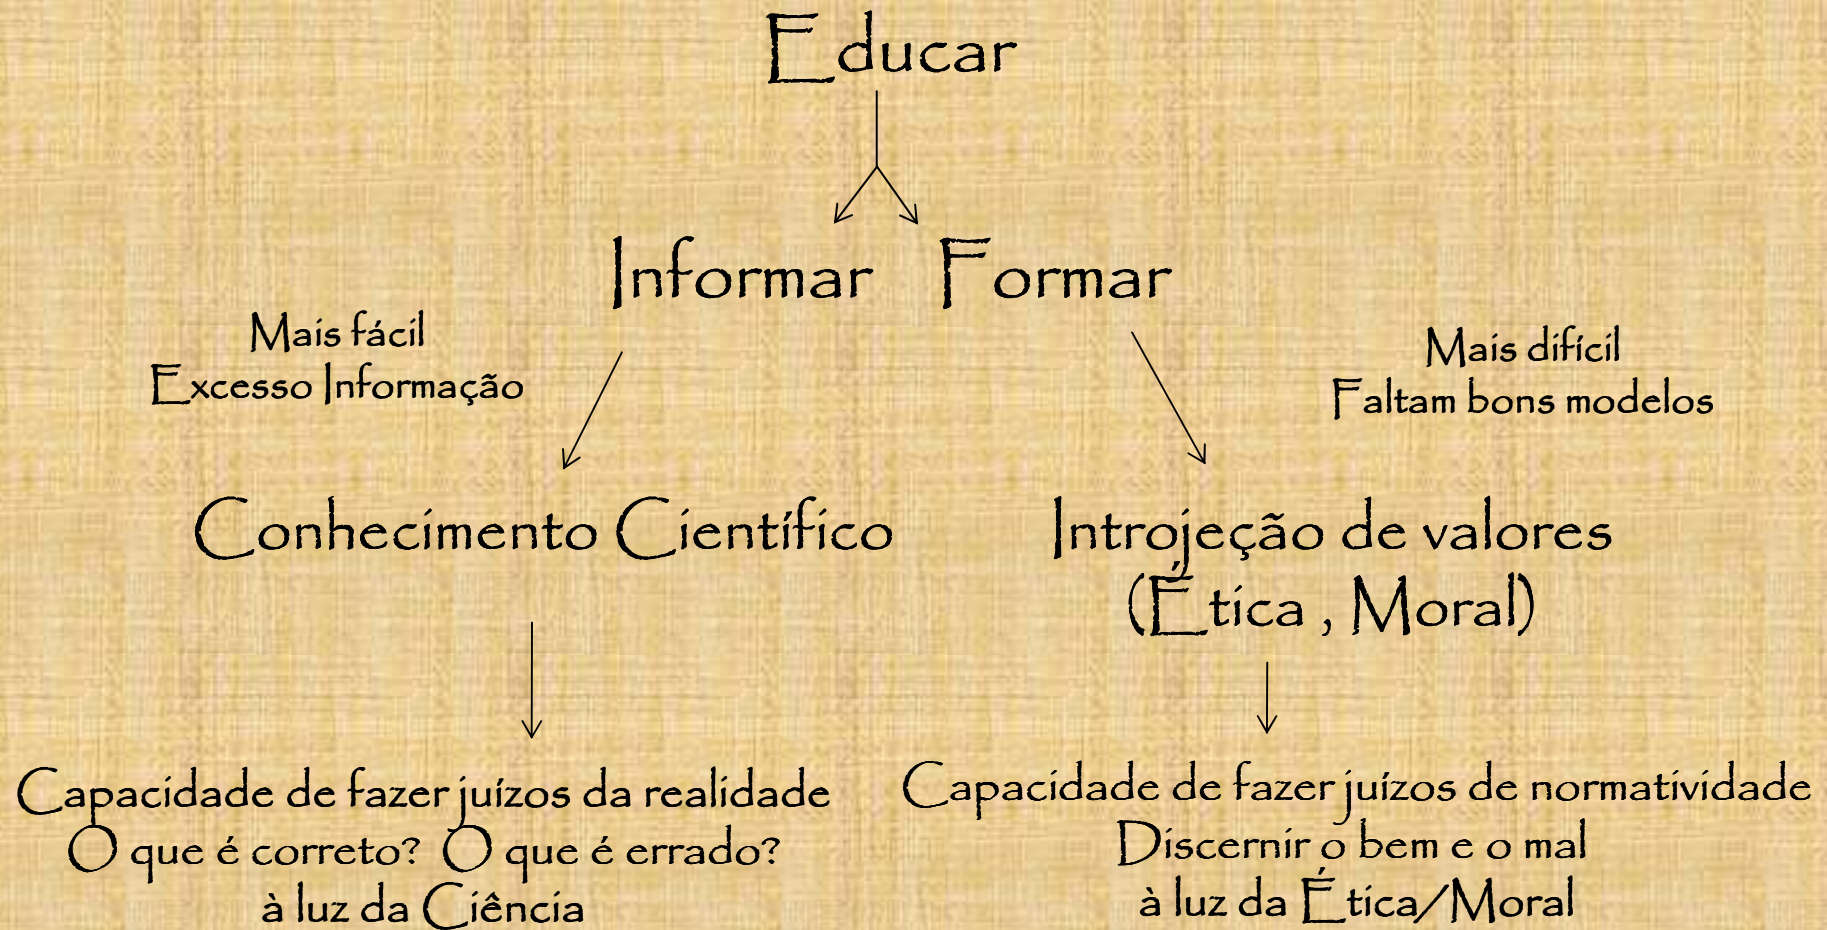 Educar
Informar Formar
Mais fácil
Excesso Informação
Mais difícil
Faltam bons modelos
Conhecimento Científico
Introjeção de valores
(Ética , Moral)
Capacidade de fazer juízos da realidade
O que é correto? O que é errado?
à luz da Ciência
Capacidade de fazer juízos de normatividade
Discernir o bem e o mal
à luz da Ética/Moral